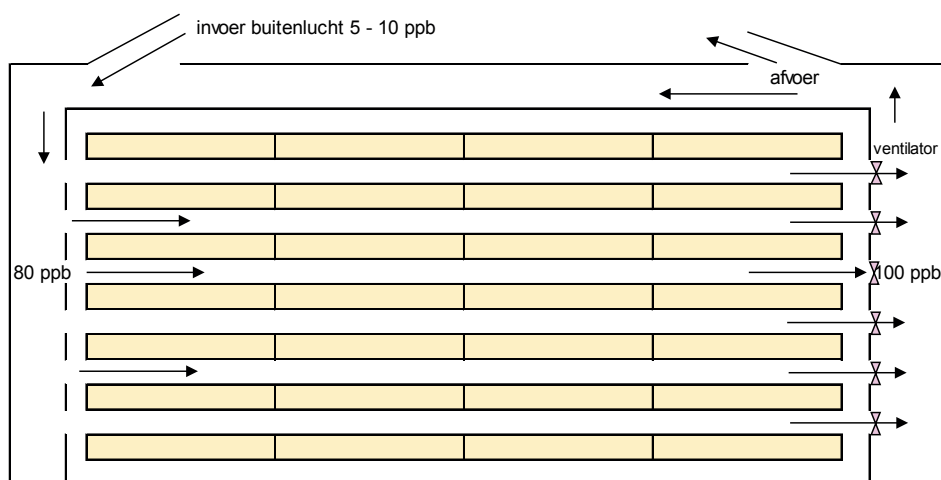 invoer buitenlucht 5 - 10 ppb
afvoer
ventilator
80 ppb
100 ppb